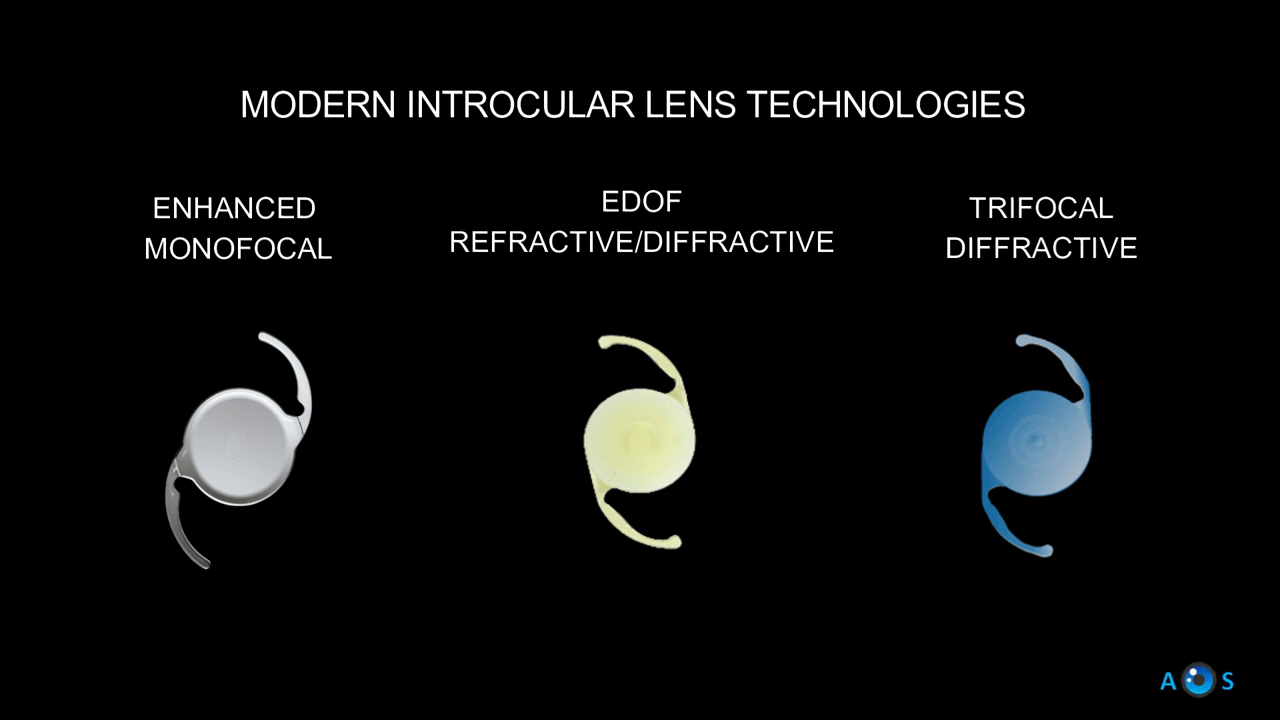 MODERN INTROCULAR LENS TECHNOLOGIES
ENHANCED
MONOFOCAL
EDOF
REFRACTIVE/DIFFRACTIVE
TRIFOCAL
DIFFRACTIVE
A S